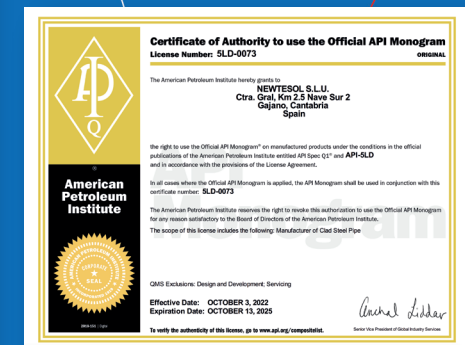 Certificate of Authority to use the Official API Monogram
License Number: 5LD-0073
ORIGINAL
The American Petroleum Institute hereby grants to
NEWTESOL S.L.U.
Ctra. Gral, Km 2.5 Nave Sur 2
Gajano, Cantabria
Spain
the right to use the Official API Monogram® on manufactured products under the conditions in the official
publications of the American Petroleum Institute entitled API Spec Q1® and API-5LD
and in accordance with the provisions of the License Agreement.
American
Petroleum
Institute
In all cases where the Official API Monogram is applied, the API Monogram shall be used in conjunction with this
certificate number: 5LD-0073
The American Petroleum Institute reserves the right to revoke this authorization to use the Official API Monogram
for any reason satisfactory to the Board of Directors of the American Petroleum Institute.
The scope of this license includes the following: Manufacturer of Clad Steel Pipe
API
Monogram
AMERICAN PETROLEUM INSTITUTE
CORPORATE
SEAL
QMS Exclusions: Design and Development; Servicing
Effective Date: OCTOBER 3, 2022
Expiration Date: OCTOBER 13, 2025
To verify the authenticity of this license, go to www.api.org/compositelist.
Senior Vice President of Global Industry Services